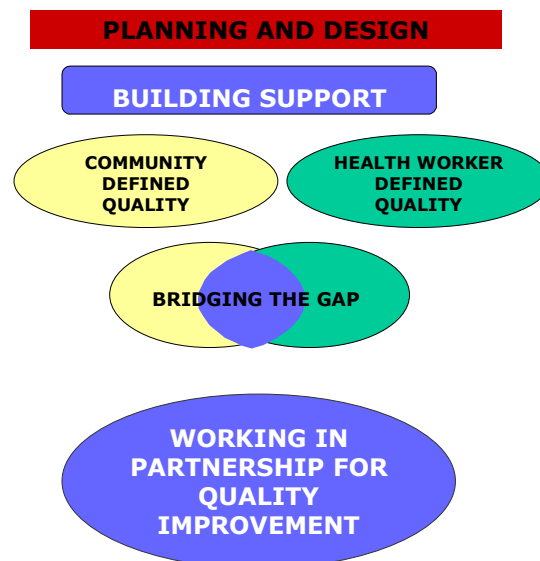 PLANNING AND DESIGN
BUILDING SUPPORT
COMMUNITY
DEFINED
QUALITY
HEALTH WORKER
DEFINED
QUALITY
BRIDGING THE GAP
WORKING IN
PARTNERSHIP FOR
QUALITY
IMPROVEMENT